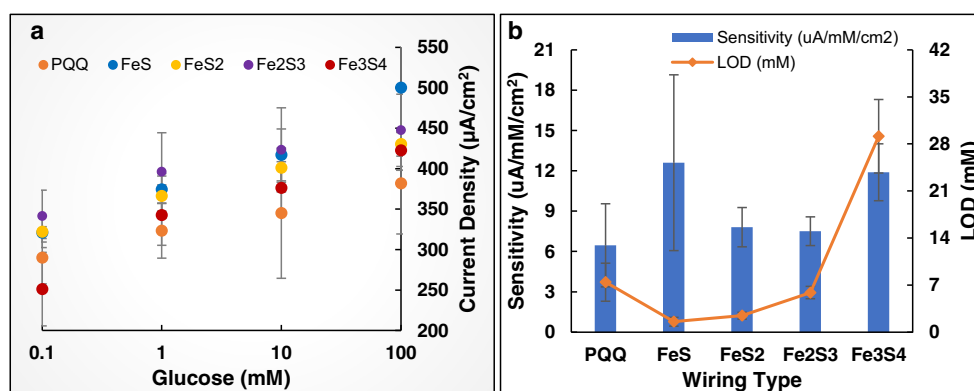 a
PQQ FeS FeS2 Fe2S3 Fe3S4
550
500
450
400
350
300
250
200
Current Density (µA/cm²)
0.1 1 10 100
Glucose (mM)
b
Sensitivity (uA/mM/cm2)
LOD (mM)
21
18
15
12
9
6
3
0
Sensitivity (uA/mM/cm²)
42
35
28
21
14
7
0
LOD (mM)
PQQ FeS FeS2 Fe2S3 Fe3S4
Wiring Type